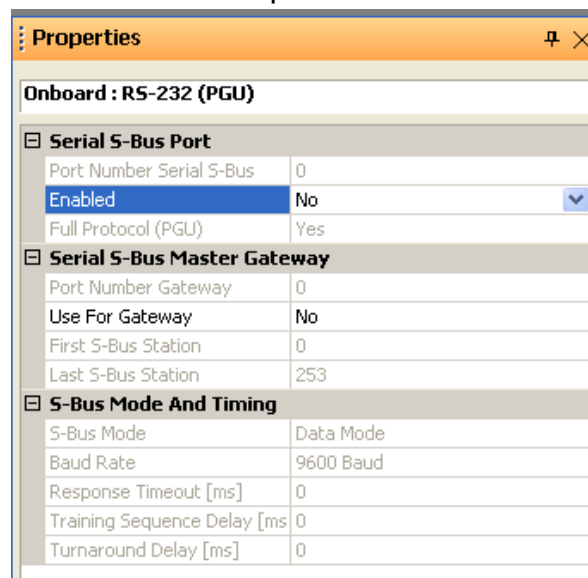 Properties
Onboard : RS-232 (PGU)
Serial S-Bus Port
Port Number Serial S-Bus 0
Enabled No
Full Protocol (PGU) Yes
Serial S-Bus Master Gateway
Port Number Gateway 0
Use For Gateway No
First S-Bus Station 0
Last S-Bus Station 253
S-Bus Mode And Timing
S-Bus Mode Data Mode
Baud Rate 9600 Baud
Response Timeout [ms] 0
Training Sequence Delay [ms 0
Turnaround Delay [ms] 0